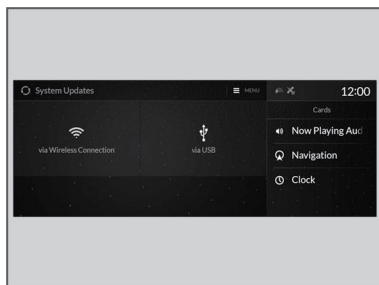 System Updates
MENU
12:00
via Wireless Connection
via USB
Cards
Now Playing Aud
Navigation
Clock